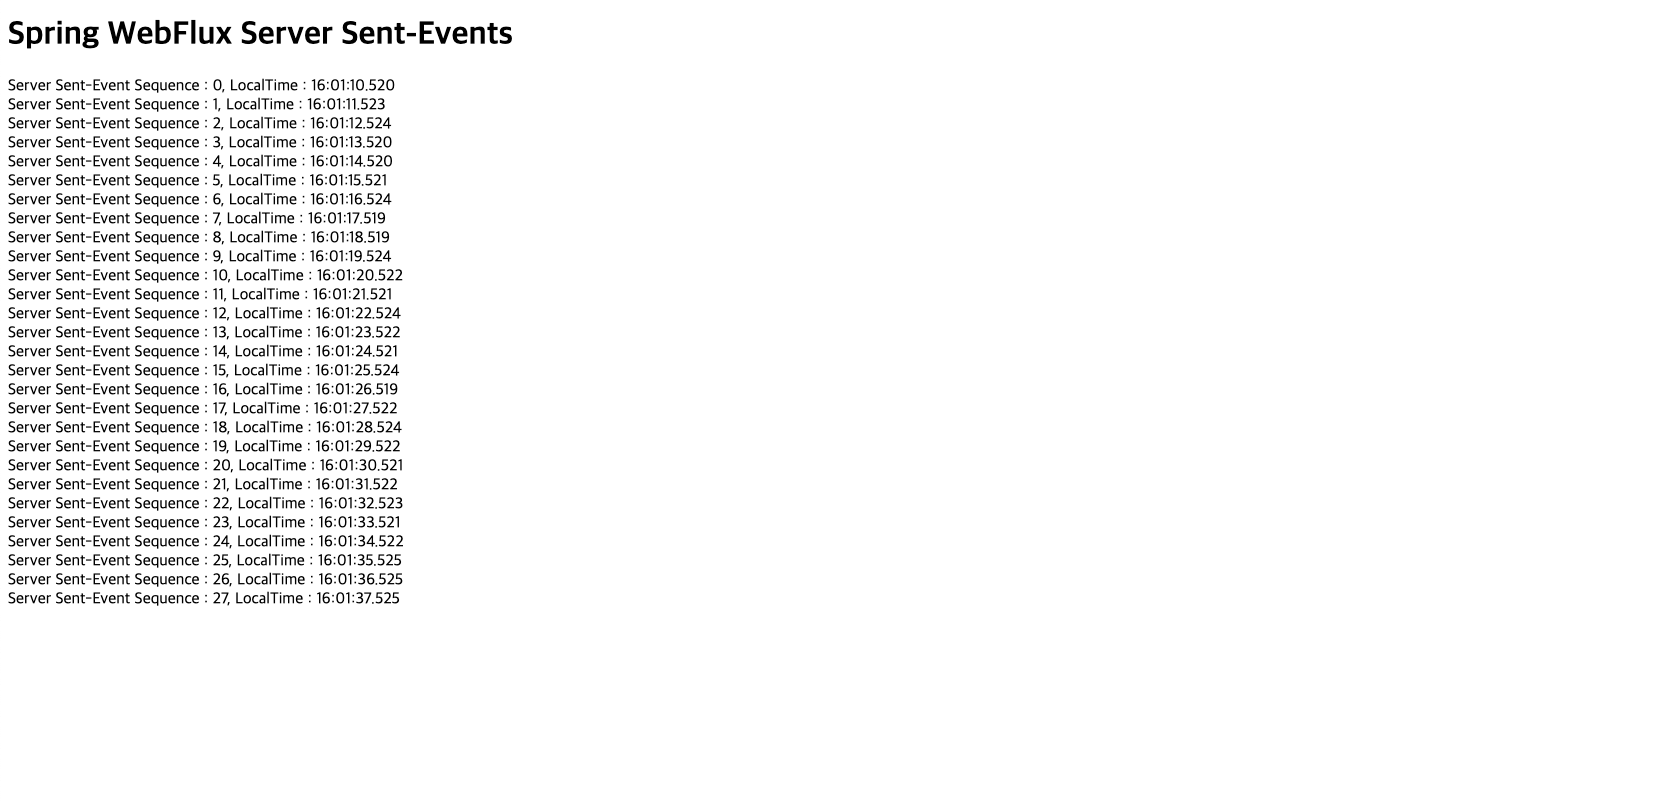 Spring WebFlux Server Sent-Events
Server Sent-Event Sequence : 0, LocalTime : 16:01:10.520
Server Sent-Event Sequence : 1, LocalTime : 16:01:11.523
Server Sent-Event Sequence : 2, LocalTime : 16:01:12.524
Server Sent-Event Sequence : 3, LocalTime : 16:01:13.520
Server Sent-Event Sequence : 4, LocalTime : 16:01:14.520
Server Sent-Event Sequence : 5, LocalTime : 16:01:15.521
Server Sent-Event Sequence : 6, LocalTime : 16:01:16.524
Server Sent-Event Sequence : 7, LocalTime : 16:01:17.519
Server Sent-Event Sequence : 8, LocalTime : 16:01:18.519
Server Sent-Event Sequence : 9, LocalTime : 16:01:19.524
Server Sent-Event Sequence : 10, LocalTime : 16:01:20.522
Server Sent-Event Sequence : 11, LocalTime : 16:01:21.521
Server Sent-Event Sequence : 12, LocalTime : 16:01:22.524
Server Sent-Event Sequence : 13, LocalTime : 16:01:23.522
Server Sent-Event Sequence : 14, LocalTime : 16:01:24.521
Server Sent-Event Sequence : 15, LocalTime : 16:01:25.524
Server Sent-Event Sequence : 16, LocalTime : 16:01:26.519
Server Sent-Event Sequence : 17, LocalTime : 16:01:27.522
Server Sent-Event Sequence : 18, LocalTime : 16:01:28.524
Server Sent-Event Sequence : 19, LocalTime : 16:01:29.522
Server Sent-Event Sequence : 20, LocalTime : 16:01:30.521
Server Sent-Event Sequence : 21, LocalTime : 16:01:31.522
Server Sent-Event Sequence : 22, LocalTime : 16:01:32.523
Server Sent-Event Sequence : 23, LocalTime : 16:01:33.521
Server Sent-Event Sequence : 24, LocalTime : 16:01:34.522
Server Sent-Event Sequence : 25, LocalTime : 16:01:35.525
Server Sent-Event Sequence : 26, LocalTime : 16:01:36.525
Server Sent-Event Sequence : 27, LocalTime : 16:01:37.525